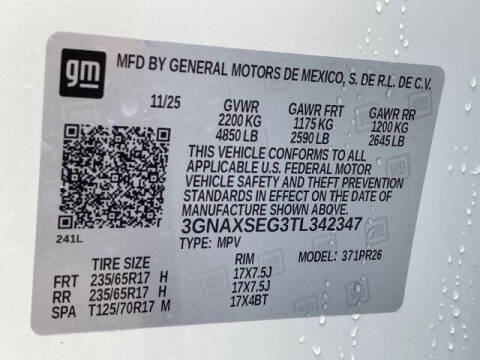 gm
MFD BY GENERAL MOTORS DE MEXICO, S. DE R.L. DE C.V.
11/25 GVWR GAWR FRT GAWR RR
2200 KG 1175 KG 1200 KG
4850 LB 2590 LB 2645 LB
THIS VEHICLE CONFORMS TO ALL
APPLICABLE U.S. FEDERAL MOTOR
VEHICLE SAFETY AND THEFT PREVENTION
STANDARDS IN EFFECT ON THE DATE OF
MANUFACTURE SHOWN ABOVE.
3GNAXSEG3TL342347
241L TYPE: MPV MODEL: 371PR26
TIRE SIZE RIM
FRT 235/65R17 H 17X7.5J
RR 235/65R17 H 17X7.5J
SPA T125/70R17 M 17X4BT